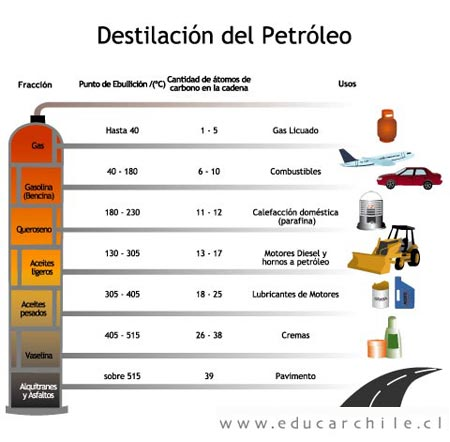 Destilación del Petróleo
Fracción
Punto de Ebullición /(°C)
Cantidad de átomos de
carbono en la cadena
Usos
Gas
Hasta 40
1 - 5
Gas Licuado
Gasolina
(Bencina)
40 - 180
6 - 10
Combustibles
Queroseno
180 - 230
11 - 12
Calefacción doméstica
(parafina)
Aceites
ligeros
130 - 305
13 - 17
Motores Diesel y
hornos a petróleo
Aceites
pesados
305 - 405
18 - 25
Lubricantes de Motores
Vaselina
405 - 515
26 - 38
Cremas
Alquitranes
y Asfaltos
sobre 515
39
Pavimento
www.educarchile.cl